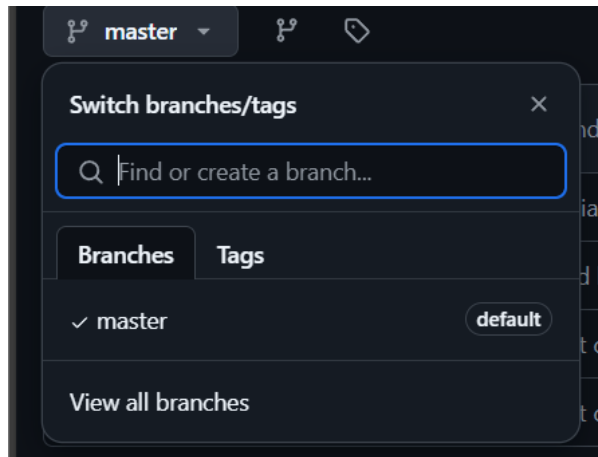 master
Switch branches/tags
Find or create a branch...
Branches Tags
master default
View all branches